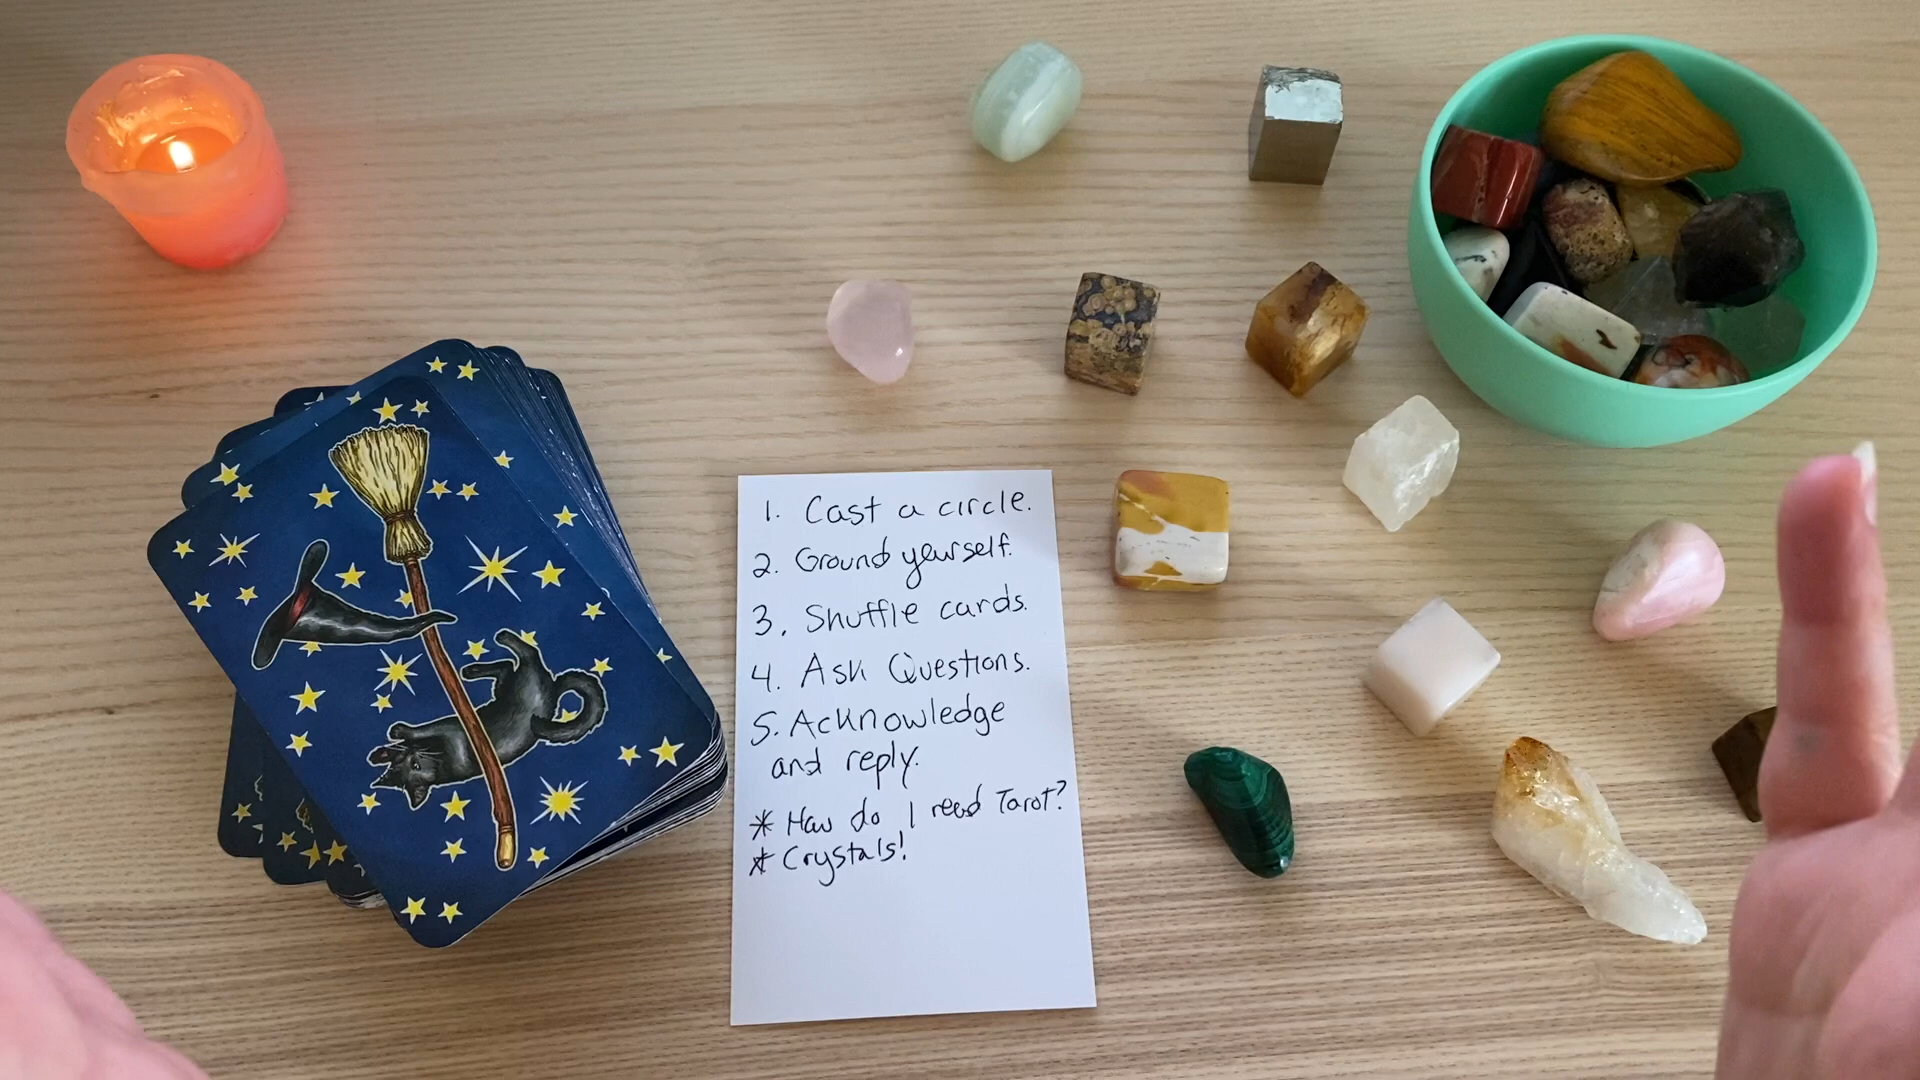 1. Cast a circle.
2. Ground yourself.
3. Shuffle cards.
4. Ask Questions.
5. Acknowledge
and reply.
* How do I read Tarot?
* Crystals!